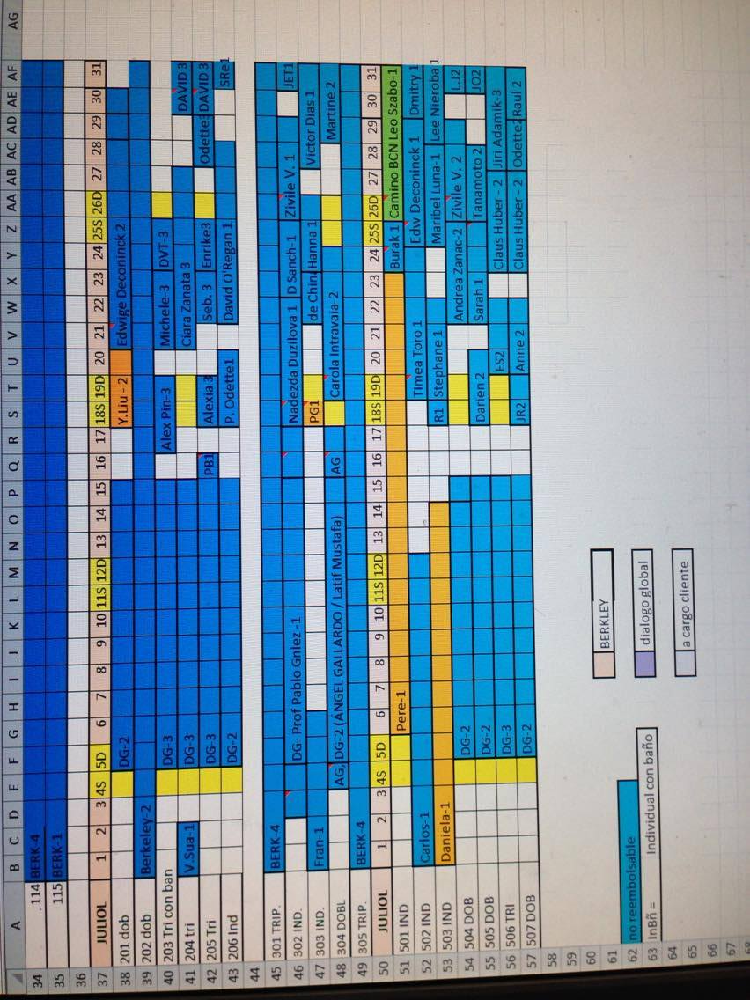 A B C D E F G H I J K L M N O P Q R S T U V W X Y Z AA AB AC AD AE AF AG
34 .114 BERK-4
35 115 BERK-1
36
37 JULIOL 1 2 3 4S 5D 6 7 8 9 10 11S 12D 13 14 15 16 17 18S 19D 20 21 22 23 24 25S 26D 27 28 29 30 31
38 201 dob DG-2 Y.Liu - 2 Edwige Deconinck 2
39 202 dob Berkeley-2
40 203 Tri con ban DG-3 Alex Pin-3 Michele-3 DVT-3
41 204 tri V.Sua-1 DG-3 Ciara Zanata 3 DAVID 3
42 205 Tri DG-3 PB1 Alexia 3 Seb. 3 Enrike3 Odette3 DAVID 3
43 206 Ind DG-2 P. Odette1 David O'Regan 1 SRe1
44
45 301 TRIP. BERK-4
46 302 IND. DG- Prof Pablo Gnlez -1 Nadezda Duzilova 1 D Sanch-1 Zivile V. 1 JET1
47 303 IND. Fran-1 PG1 de China Hanna 1 Victor Dias 1
48 304 DOBL AG, DG-2 (ÁNGEL GALLARDO / Latif Mustafa) AG Carola Intravaia-2 Martine 2
49 305 TRIP. BERK-4
50 JULIOL 1 2 3 4S 5D 6 7 8 9 10 11S 12D 13 14 15 16 17 18S 19D 20 21 22 23 24 25S 26D 27 28 29 30 31
51 501 IND Pere-1 Burak 1 Camino BCN Leo Szabo-1
52 502 IND Carlos-1 Timea Toro 1 Edw Deconinck 1 Dmitry 1
53 503 IND Daniela-1 R1 Stephane 1 Maribel Luna-1 Lee Nieroba 1
54 504 DOB DG-2 Andrea Zanac-2 Zivile V. 2 LJ2
55 505 DOB DG-2 Darien 2 Sarah 1 Tanamoto 2 JO2
56 506 TRI DG-3 ES2 Claus Huber - 2 Jiri Adamik-3
57 507 DOB DG-2 JR2 Anne 2 Claus Huber - 2 Odette Raul 2
58
59
60 BERKLEY
61
62 no reembolsable dialogo global
63 InBñ = Individual con baño
64 a cargo cliente
65
66
67